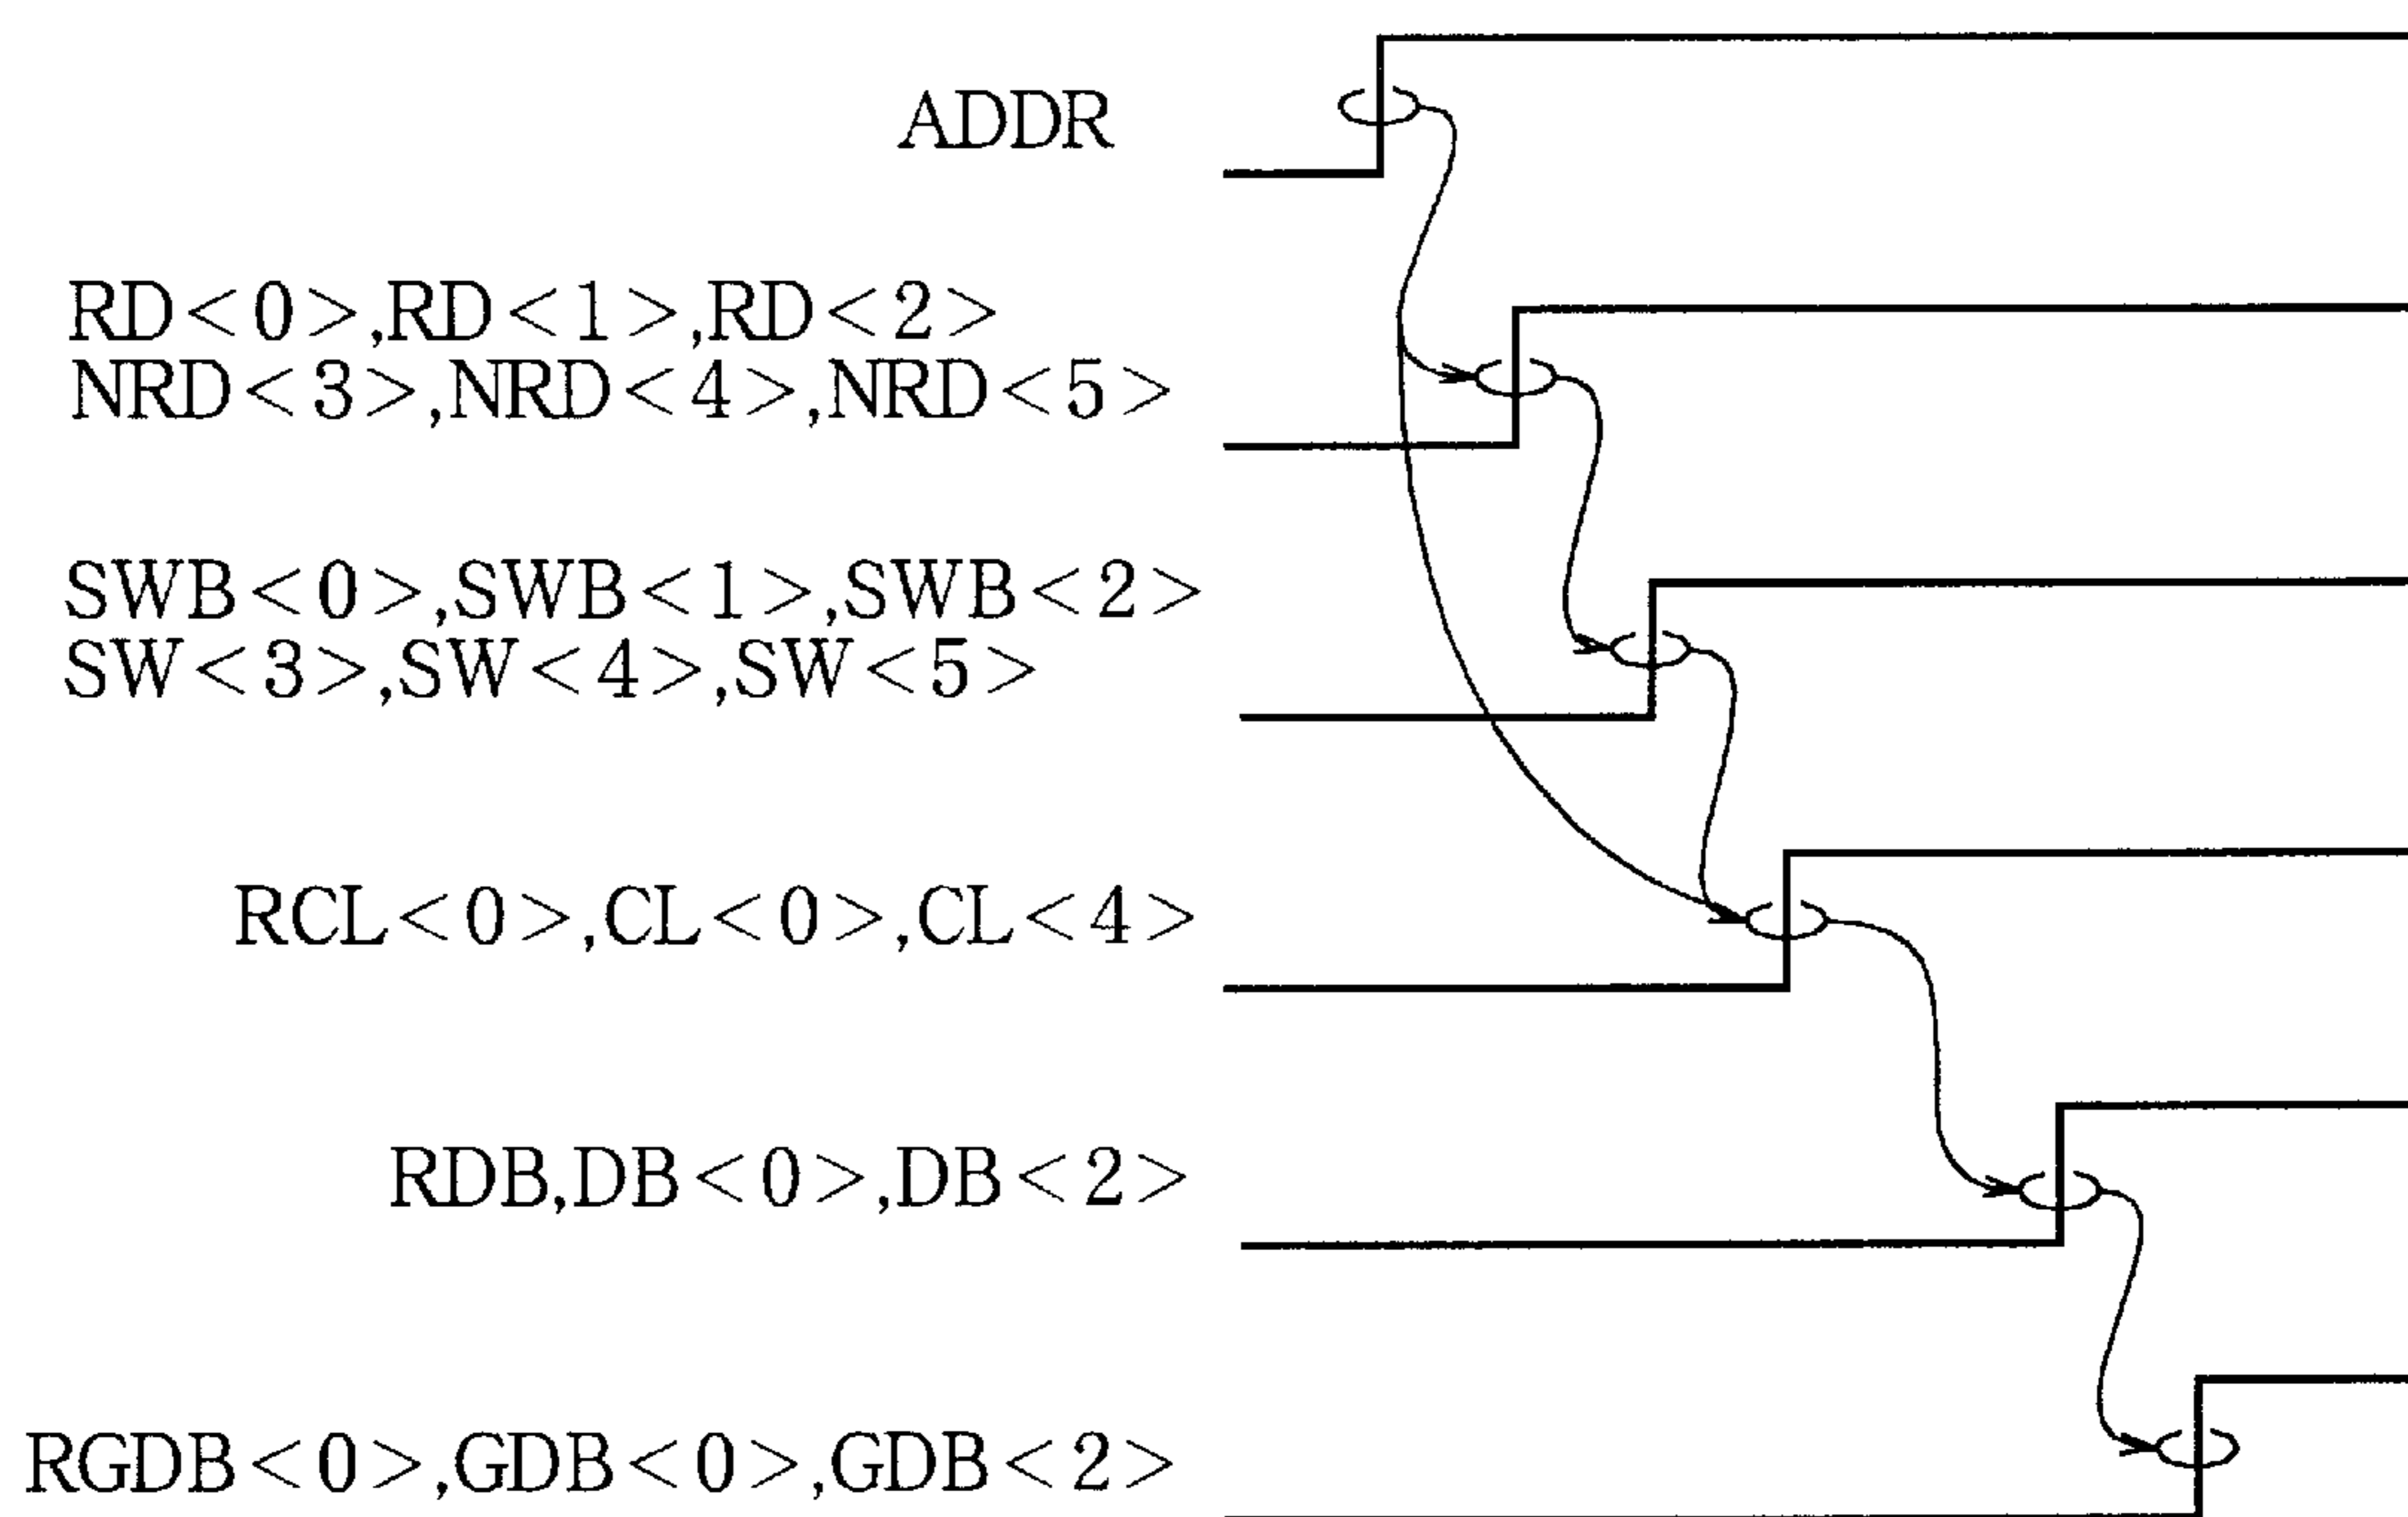 ADDR
RD<0>,RD<1>,RD<2>
NRD<3>,NRD<4>,NRD<5>
SWB<0>,SWB<1>,SWB<2>
SW<3>,SW<4>,SW<5>
RCL<0>,CL<0>,CL<4>
RDB,DB<0>,DB<2>
RGDB<0>,GDB<0>,GDB<2>